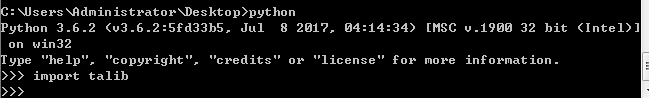 C:\Users\Administrator\Desktop>python
Python 3.6.2 (v3.6.2:5fd33b5, Jul  8 2017, 04:14:34) [MSC v.1900 32 bit (Intel)]
 on win32
Type "help", "copyright", "credits" or "license" for more information.
>>> import talib
>>>